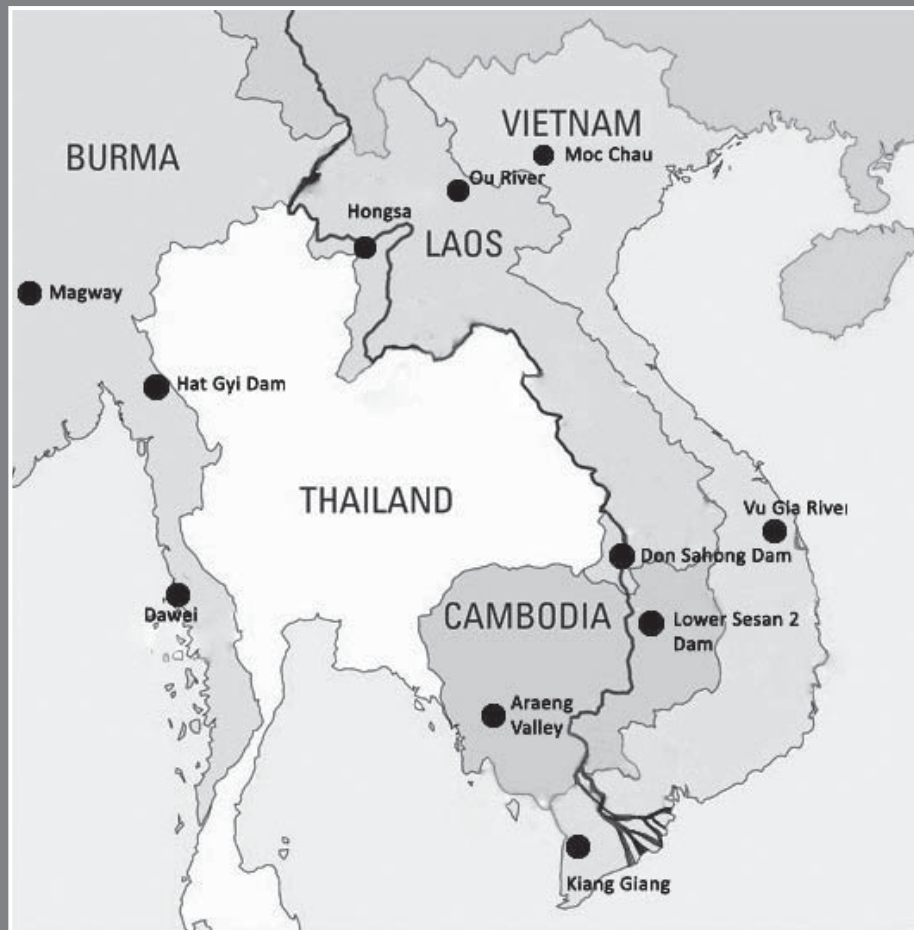 VIETNAM
BURMA
Moc Chau
Ou River
Hongsa
LAOS
Magway
Hat Gyi Dam
THAILAND
Vu Gia River
Don Sahong Dam
Dawei
CAMBODIA
Lower Sesan 2
Dam
Araeng
Valley
Kiang Giang